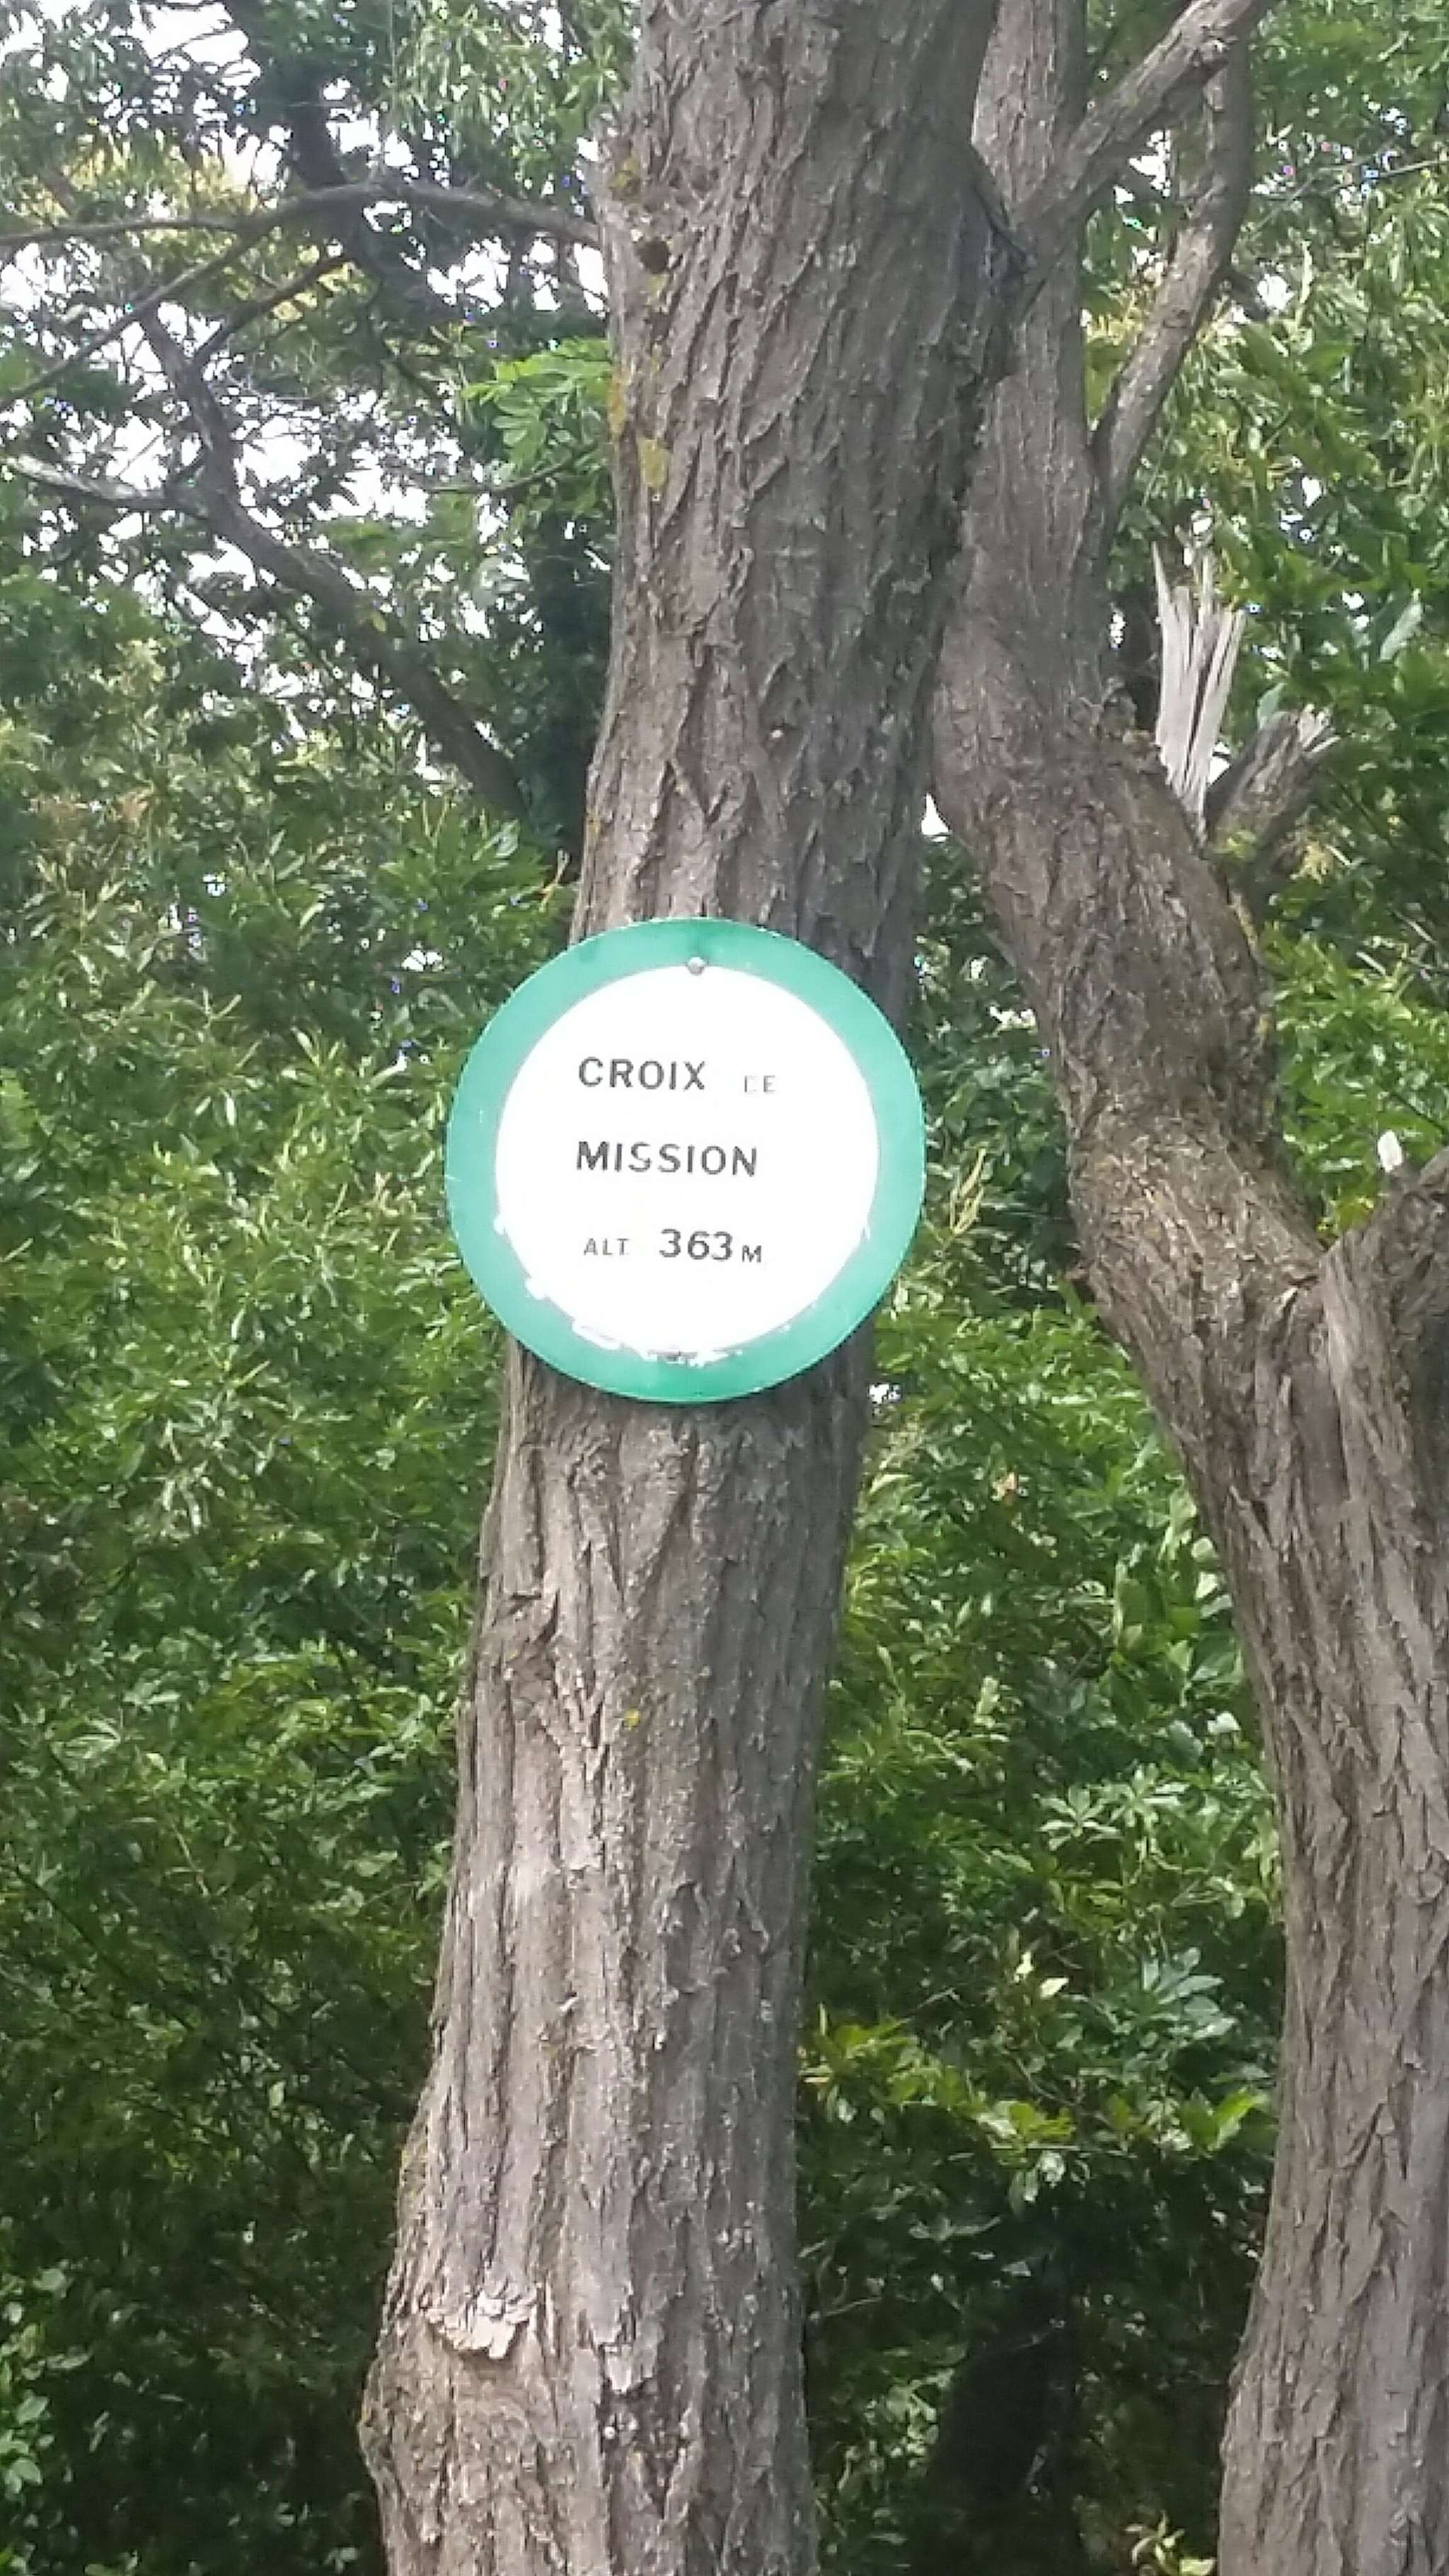 CROIX DE
MISSION
ALT. 363 M